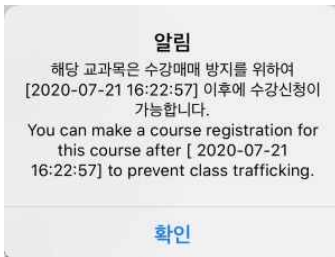 알림
해당 교과목은 수강매매 방지를 위하여
[2020-07-21 16:22:57] 이후에 수강신청이
가능합니다.
You can make a course registration for
this course after [ 2020-07-21
16:22:57] to prevent class trafficking.
확인